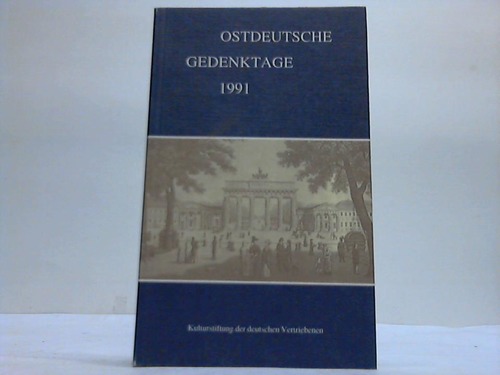 OSTDEUTSCHE
GEDENKTAGE
1991
Kulturstiftung der deutschen Vertriebenen